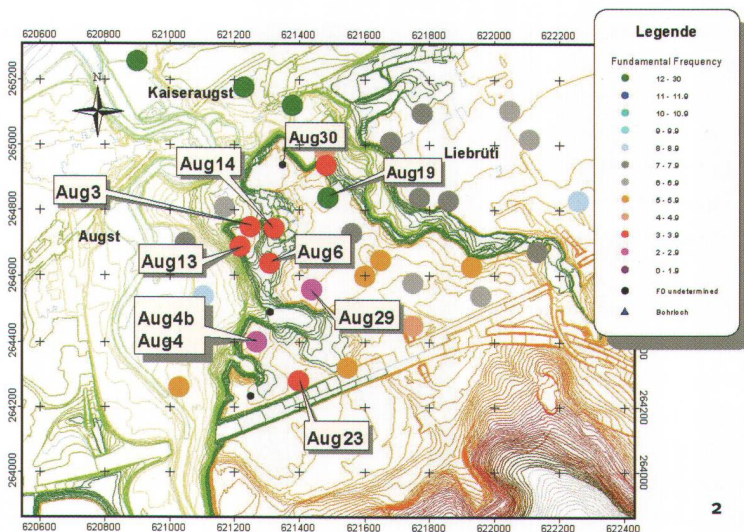 620600 620800 621000 621200 621400 621600 621800 622000 622200
265200
265000
264800
264600
264400
264200
264000
N
Kaiseraugst
Aug30
Liebrüti
Aug14
Aug19
Aug3
Augst
Aug13
Aug6
Aug4b
Aug4
Aug29
Aug23
264200
264000
620600 620800 621000 621200 621400 621600 621800 622000 622200
Legende
Fundamental Frequency
12 - 30
11 - 11.9
10 - 10.9
9 - 9.9
8 - 8.9
7 - 7.9
6 - 6.9
5 - 5.9
4 - 4.9
3 - 3.9
2 - 2.9
0 - 1.9
F0 undetermined
Bohrloch
2